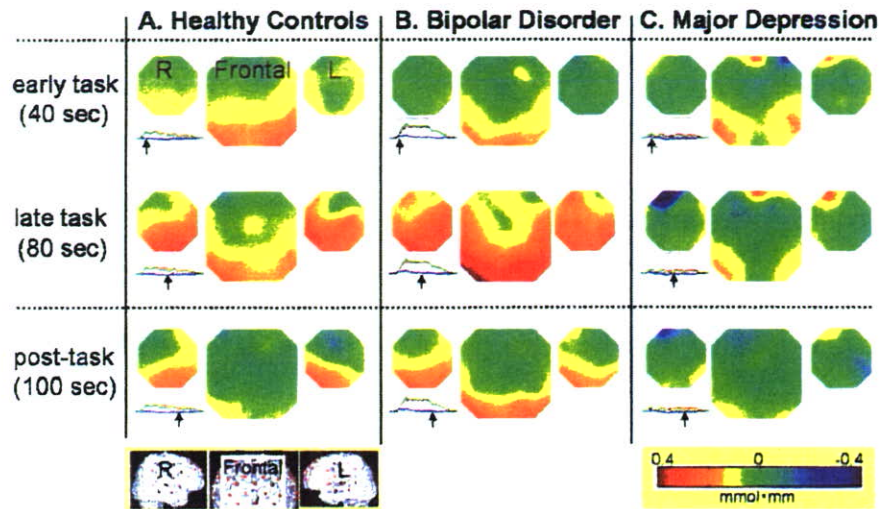 A. Healthy Controls B. Bipolar Disorder C. Major Depression
early task
(40 sec)
R Frontal L
late task
(80 sec)
post-task
(100 sec)
R Frontal L
0.4 0 -0.4
mmol•mm